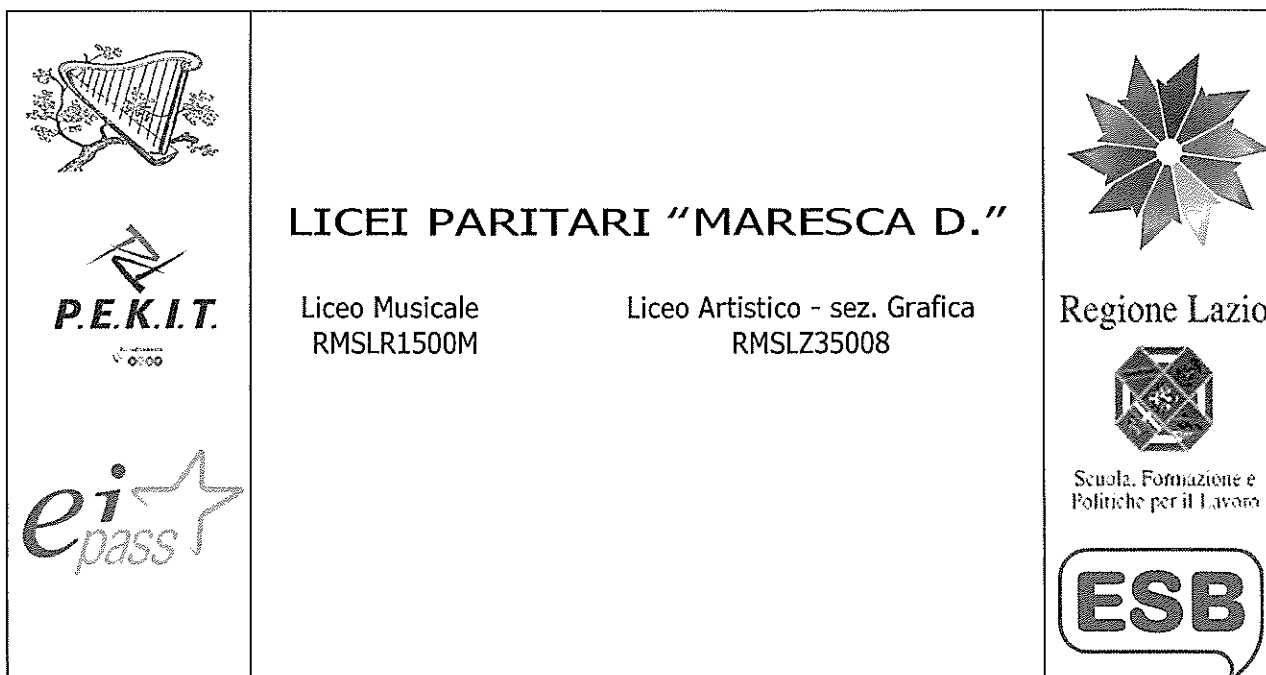 P.E.K.I.T.
ei pass
LICEI PARITARI “MARESCA D.”
Liceo Musicale
RMSLR1500M
Liceo Artistico - sez. Grafica
RMSLZ35008
Regione Lazio
Scuola, Formazione e
Politiche per il Lavoro
ESB